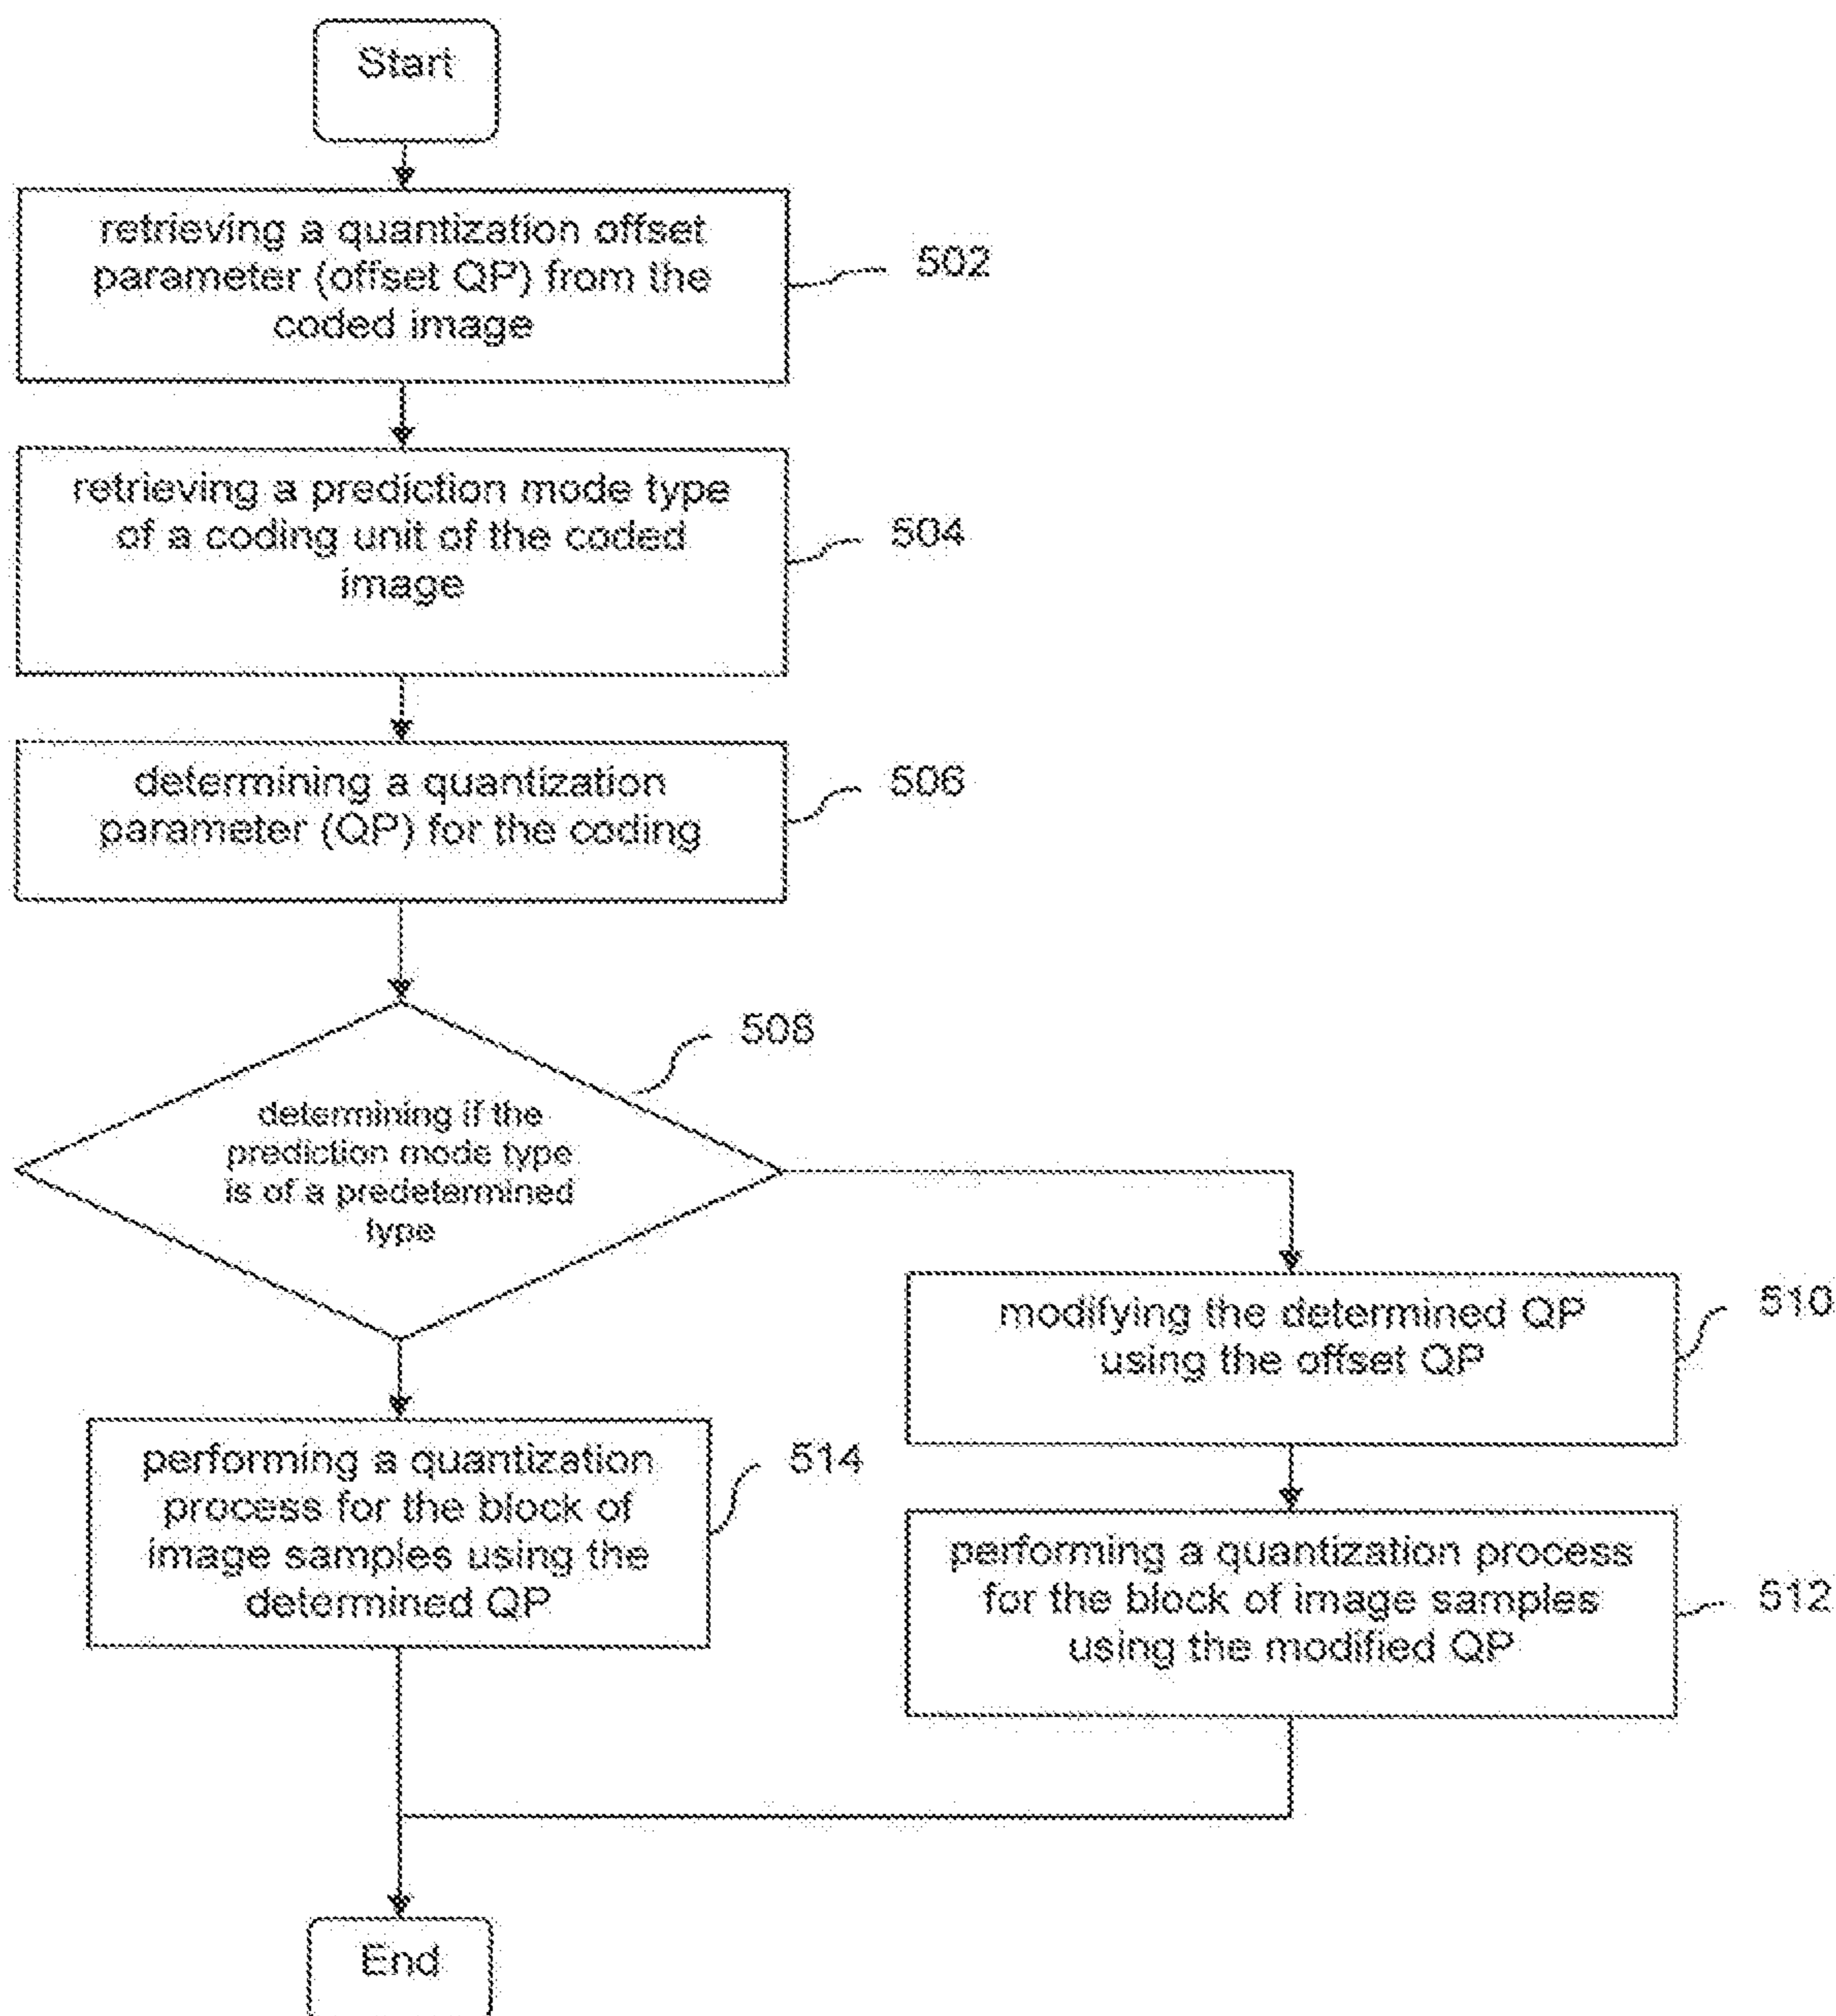 Start
retrieving a quantization offset
parameter (offset QP) from the
coded image
502
retrieving a prediction mode type
of a coding unit of the coded
image
504
determining a quantization
parameter (QP) for the coding
506
508
determining if the
prediction mode type
is of a predetermined
type
modifying the determined QP
using the offset QP
510
performing a quantization
process for the block of
image samples using the
determined QP
514
performing a quantization process
for the block of image samples
using the modified QP
512
End